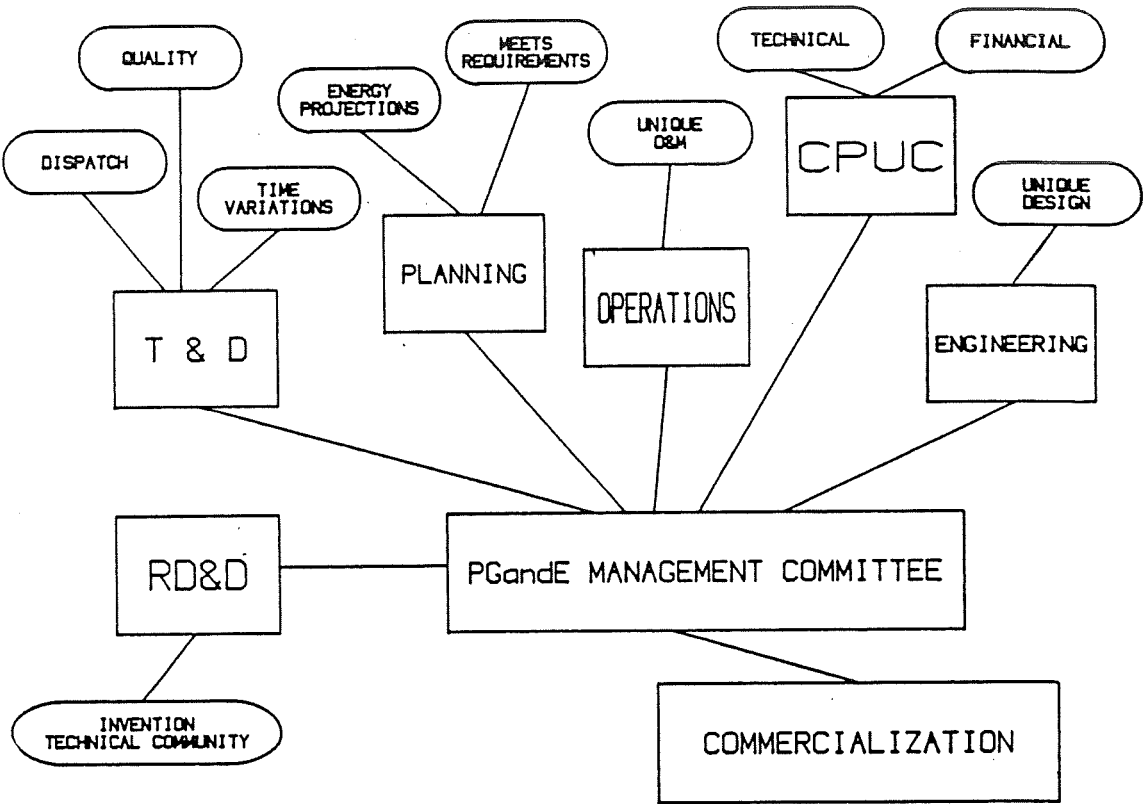 QUALITY
MEETS
REQUIREMENTS
TECHNICAL
FINANCIAL
ENERGY
PROJECTIONS
UNIQUE
O&M
CPUC
DISPATCH
TIME
VARIATIONS
UNIQUE
DESIGN
PLANNING
OPERATIONS
T & D
ENGINEERING
RD&D
PGandE MANAGEMENT COMMITTEE
INVENTION
TECHNICAL COMMUNITY
COMMERCIALIZATION